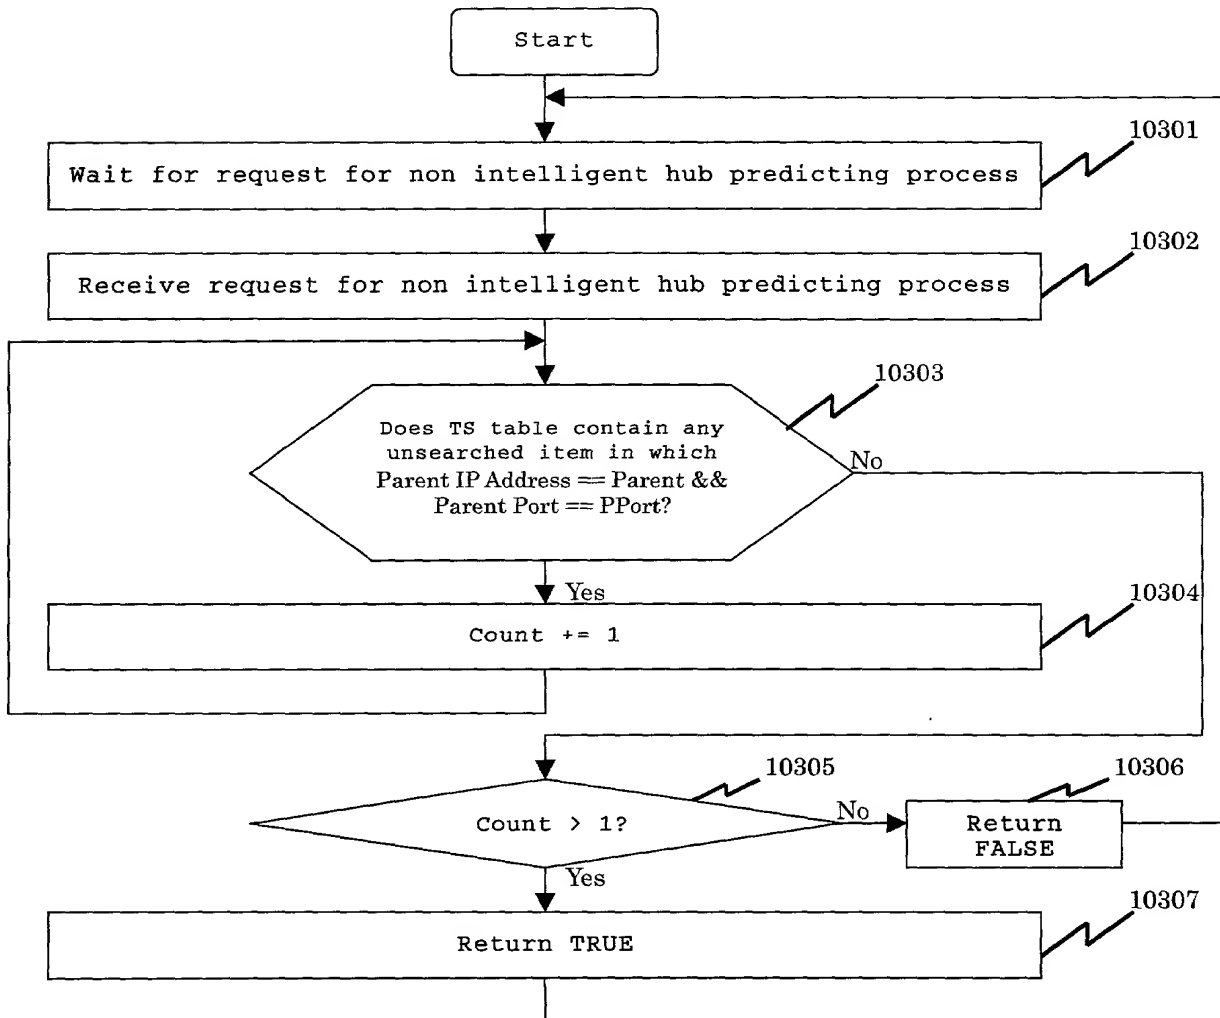 Start
10301
Wait for request for non intelligent hub predicting process
10302
Receive request for non intelligent hub predicting process
10303
Does TS table contain any
unsearched item in which
Parent IP Address == Parent &&
Parent Port == PPort?
No
Yes
10304
Count += 1
10305
10306
Count > 1?
No
Return
FALSE
Yes
10307
Return TRUE